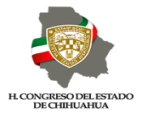 H. CONGRESO DEL ESTADO
DE CHIHUAHUA